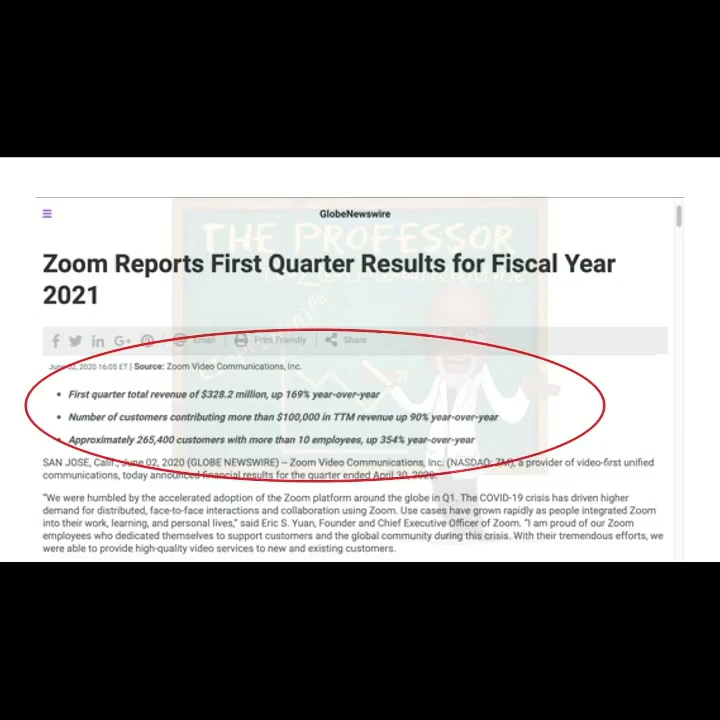 GlobeNewswire
THE PROFESSOR
Zoom Reports First Quarter Results for Fiscal Year
2021
Email Print Friendly Share
June 02, 2020 16:05 ET | Source: Zoom Video Communications, Inc.
• First quarter total revenue of $328.2 million, up 169% year-over-year
• Number of customers contributing more than $100,000 in TTM revenue up 90% year-over-year
• Approximately 265,400 customers with more than 10 employees, up 354% year-over-year
SAN JOSE, Calif., June 02, 2020 (GLOBE NEWSWIRE) -- Zoom Video Communications, Inc. (NASDAQ: ZM), a provider of video-first unified
communications, today announced financial results for the quarter ended April 30, 2020.
“We were humbled by the accelerated adoption of the Zoom platform around the globe in Q1. The COVID-19 crisis has driven higher
demand for distributed, face-to-face interactions and collaboration using Zoom. Use cases have grown rapidly as people integrated Zoom
into their work, learning, and personal lives,” said Eric S. Yuan, Founder and Chief Executive Officer of Zoom. “I am proud of our Zoom
employees who dedicated themselves to support customers and the global community during this crisis. With their tremendous efforts, we
were able to provide high-quality video services to new and existing customers.